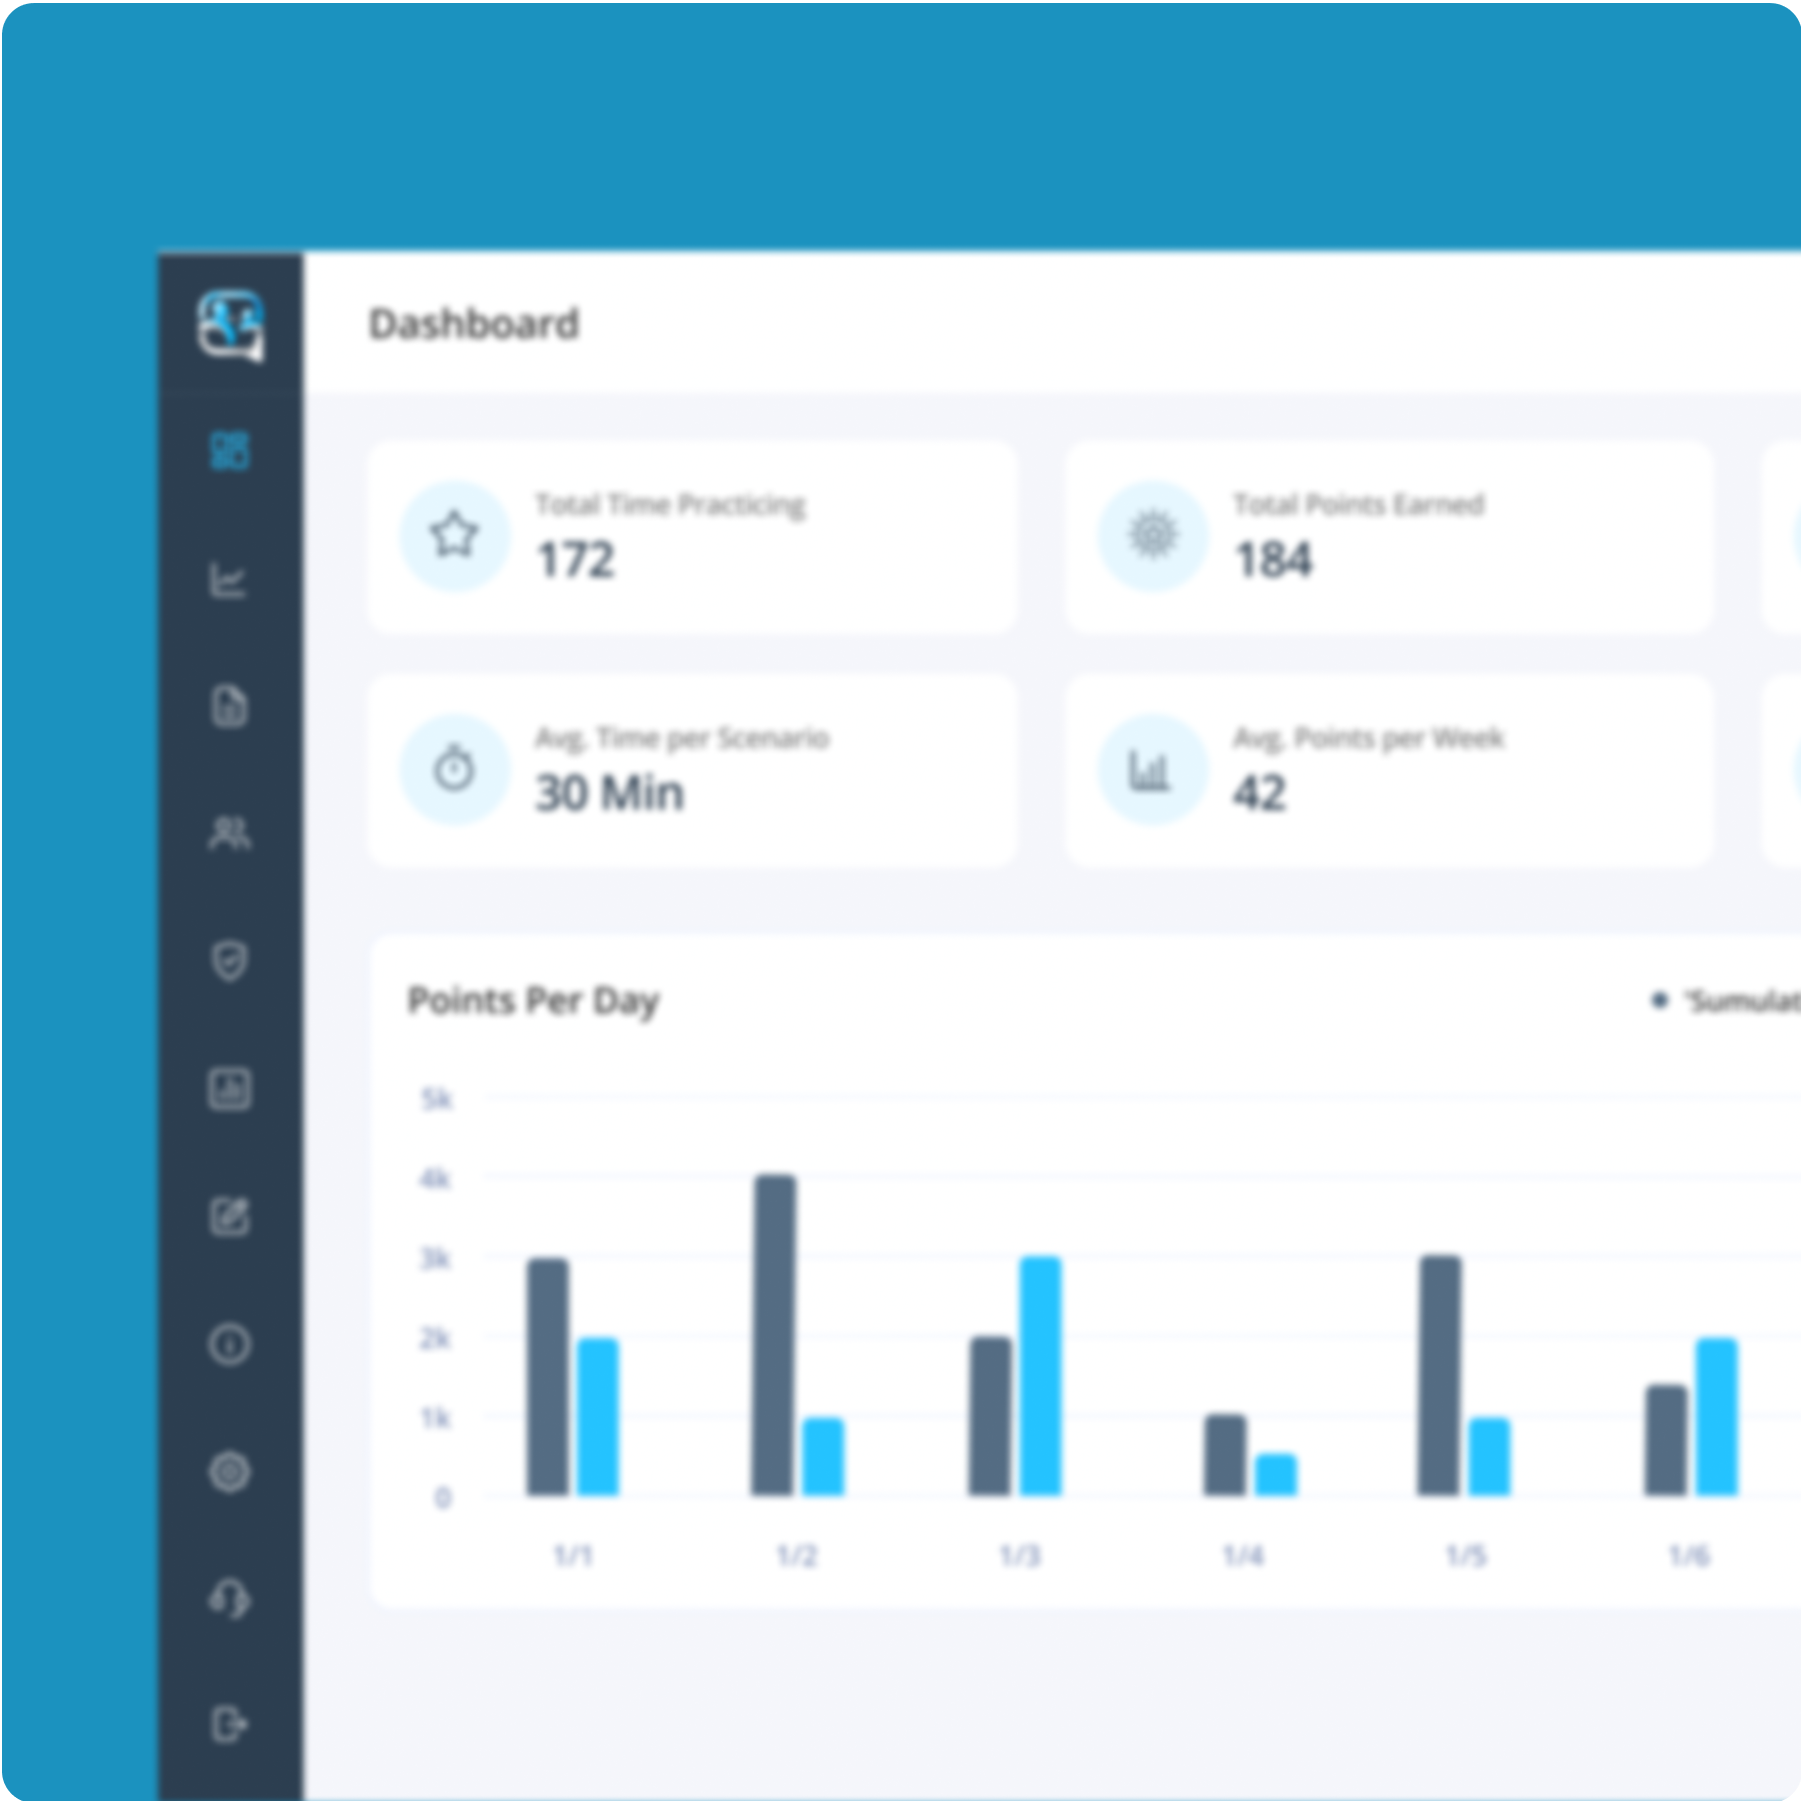 Dashboard
Total Time Practicing
172
Total Points Earned
184
Avg. Time per Scenario
30 Min
Avg. Points per Week
42
Points Per Day
"Sumulat
5k
4k
3k
2k
1k
0
1/1 1/2 1/3 1/4 1/5 1/6